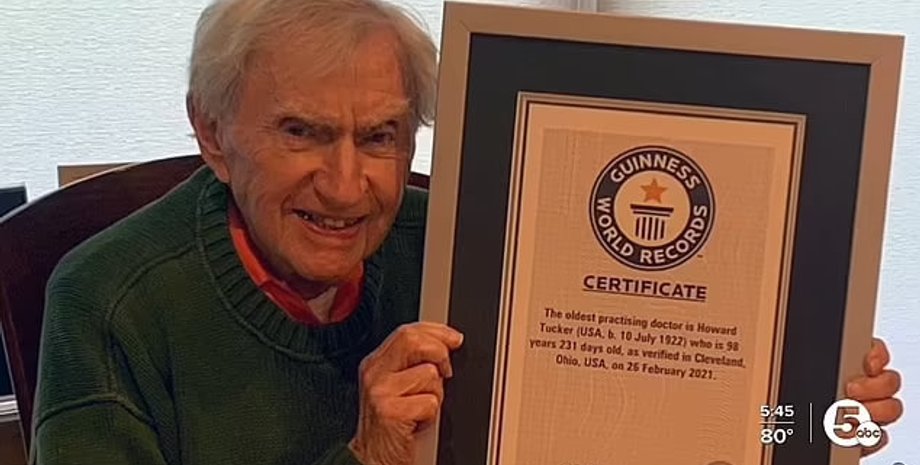 GUINNESS
WORLD RECORDS
CERTIFICATE
The oldest practising doctor is Howard
Tucker (USA, b. 10 July 1922) who is 98
years 231 days old, as verified in Cleveland,
Ohio, USA, on 26 February 2021.
5:45
80°
5
abc